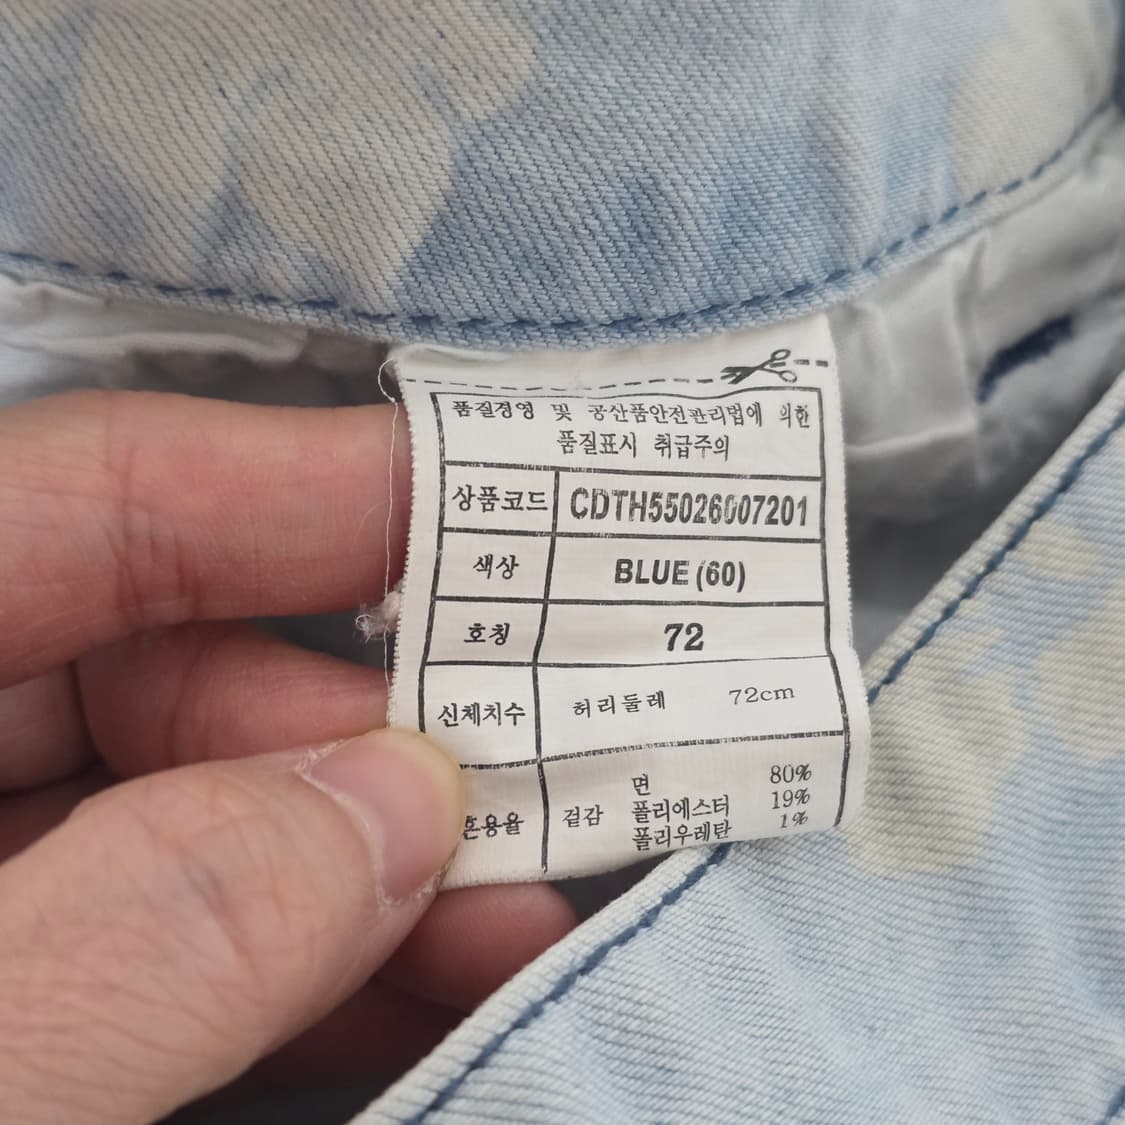 품질경영 및 공산품안전관리법에 의한
품질표시 취급주의
상품코드 CDTH55026007201
색상 BLUE (60)
호칭 72
신체치수 허리둘레 72cm
혼용율 겉감 면 80%
폴리에스터 19%
폴리우레탄 1%